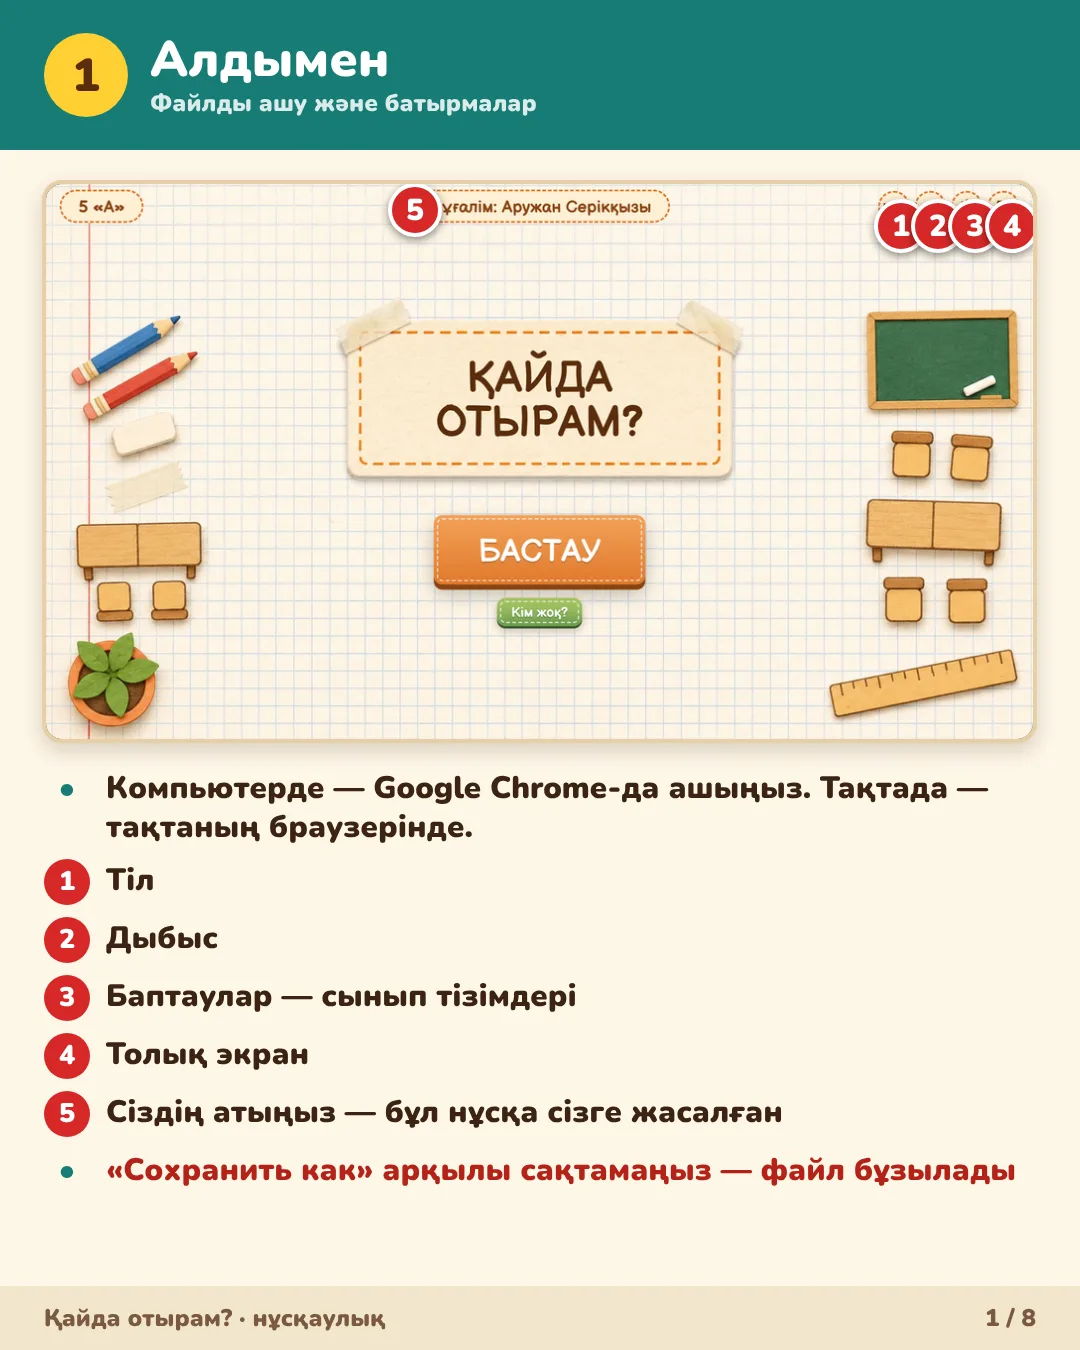 1
Алдымен
Файлды ашу және батырмалар
5 «А»
5
ұғалім: Аружан Серікқызы
1 2 3 4
ҚАЙДА
ОТЫРАМ?
БАСТАУ
Кім жоқ?
• Компьютерде — Google Chrome-да ашыңыз. Тақтада —
тақтаның браузерінде.
1 Тіл
2 Дыбыс
3 Баптаулар — сынып тізімдері
4 Толық экран
5 Сіздің атыңыз — бұл нұсқа сізге жасалған
• «Сохранить как» арқылы сақтамаңыз — файл бұзылады
Қайда отырам? · нұсқаулық
1 / 8